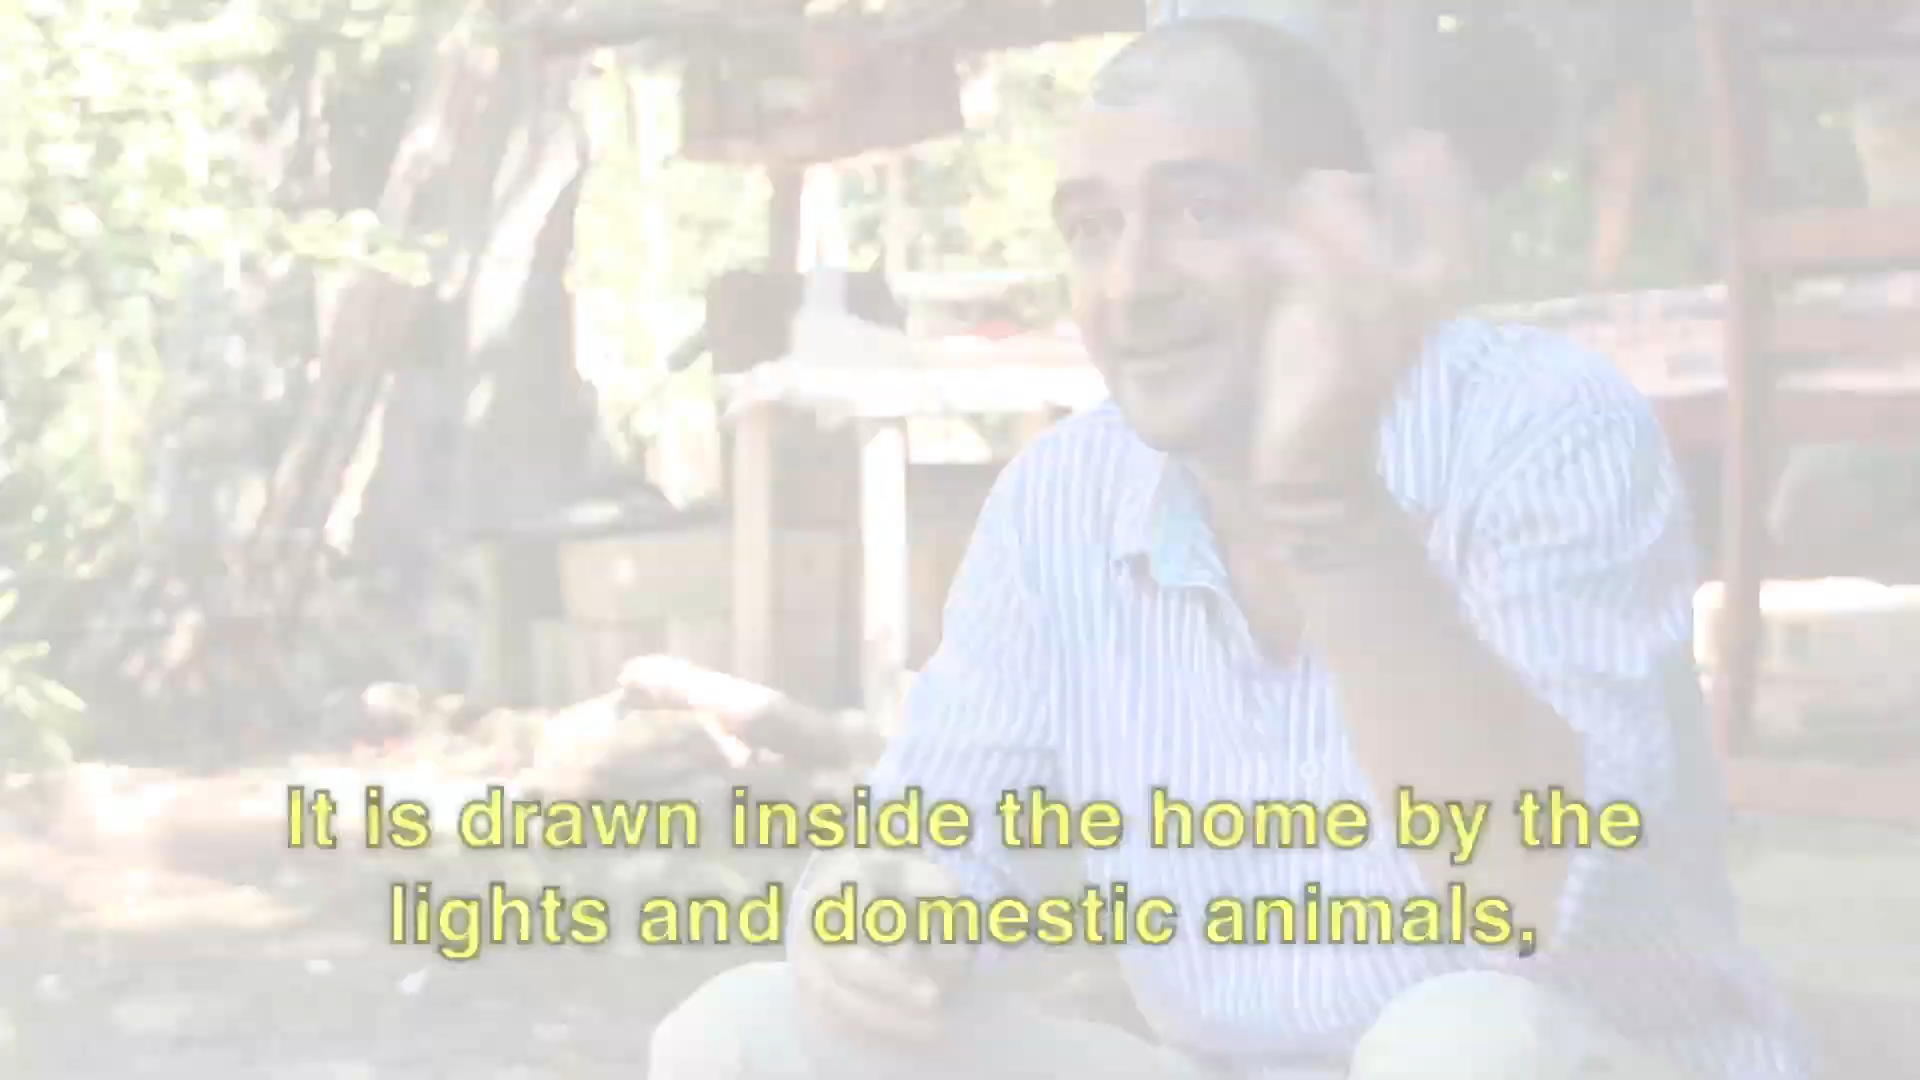 It is drawn inside the home by the
lights and domestic animals,